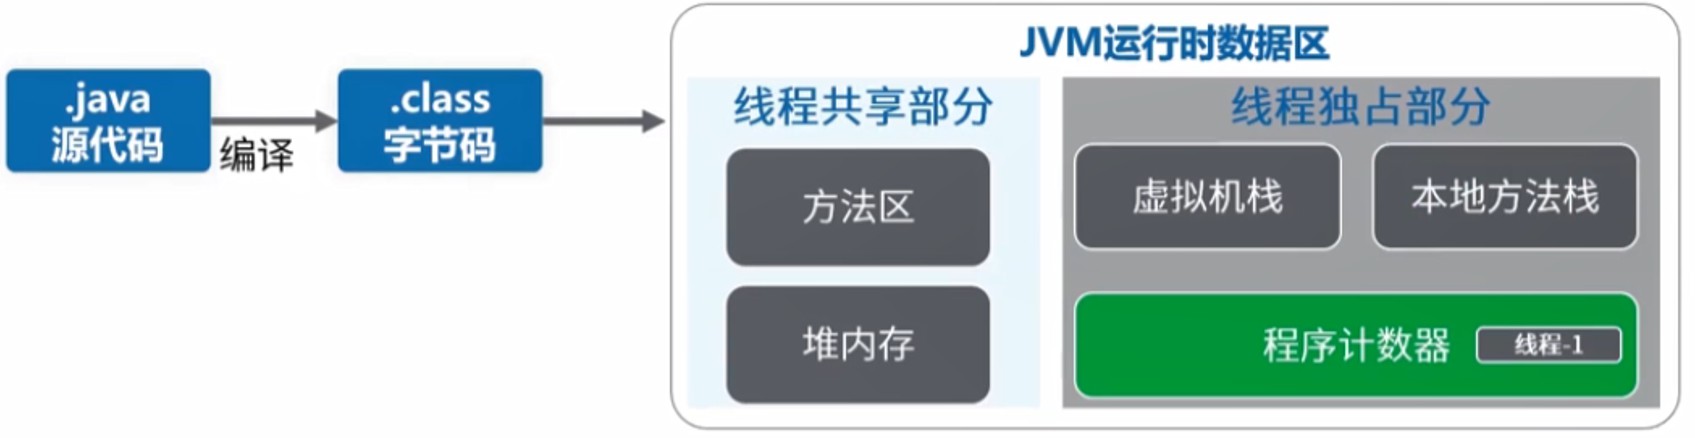 .java
源代码
编译
.class
字节码
JVM运行时数据区
线程共享部分
方法区
堆内存
线程独占部分
虚拟机栈
本地方法栈
程序计数器
线程-1